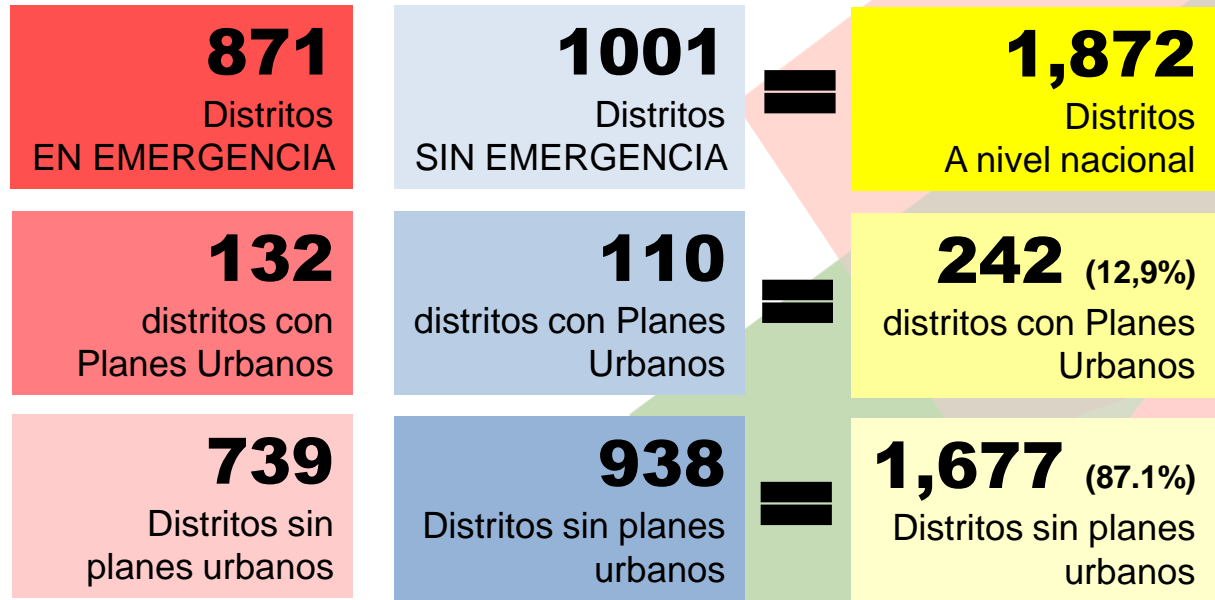 871
Distritos
EN EMERGENCIA
1001
Distritos
SIN EMERGENCIA
1,872
Distritos
A nivel nacional
132
distritos con
Planes Urbanos
110
distritos con Planes
Urbanos
242 (12,9%)
distritos con Planes
Urbanos
739
Distritos sin
planes urbanos
938
Distritos sin planes
urbanos
1,677 (87.1%)
Distritos sin planes
urbanos